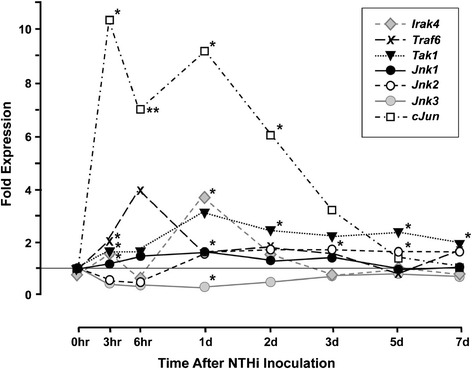 10
8
6
4
2
1
0
Fold Expression
Irak4
Traf6
Tak1
Jnk1
Jnk2
Jnk3
cJun
*
**
*
*
*
*
*
*
*
*
*
*
*
*
*
*
0hr
3hr
6hr
1d
2d
3d
5d
7d
Time After NTHi Inoculation